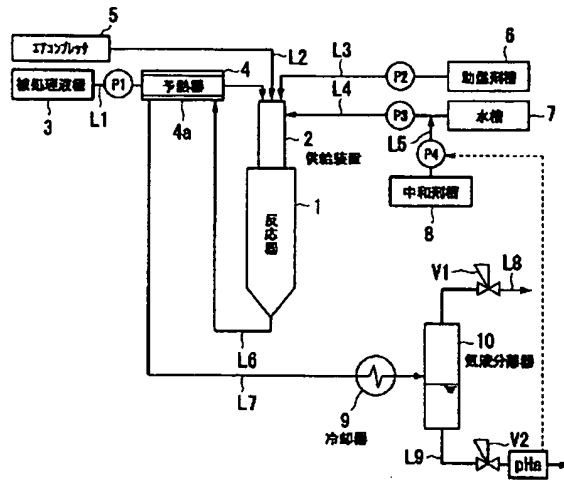 5
エアコンプレッサ
被処理液槽
3
L1
P1
予熱器
4
4a
L2
L3
L4
P2
助燃剤槽
6
P3
水槽
7
L5
P4
中和剤槽
8
2
供給装置
1
反応器
L6
L7
9
冷却器
10
気液分離器
V1
L8
V2
L9
pHa